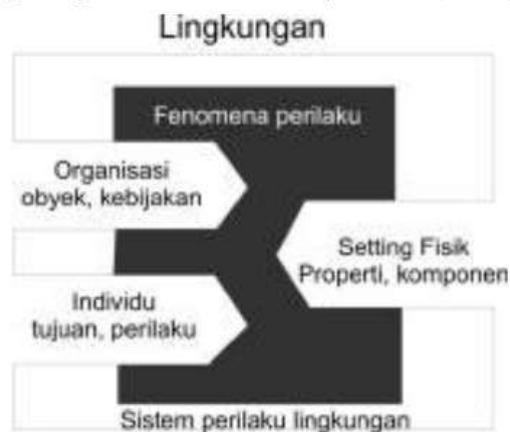 Lingkungan
Fenomena perilaku
Organisasi
obyek, kebijakan
Setting Fisik
Properti, komponen
Individu
tujuan, perilaku
Sistem perilaku lingkungan